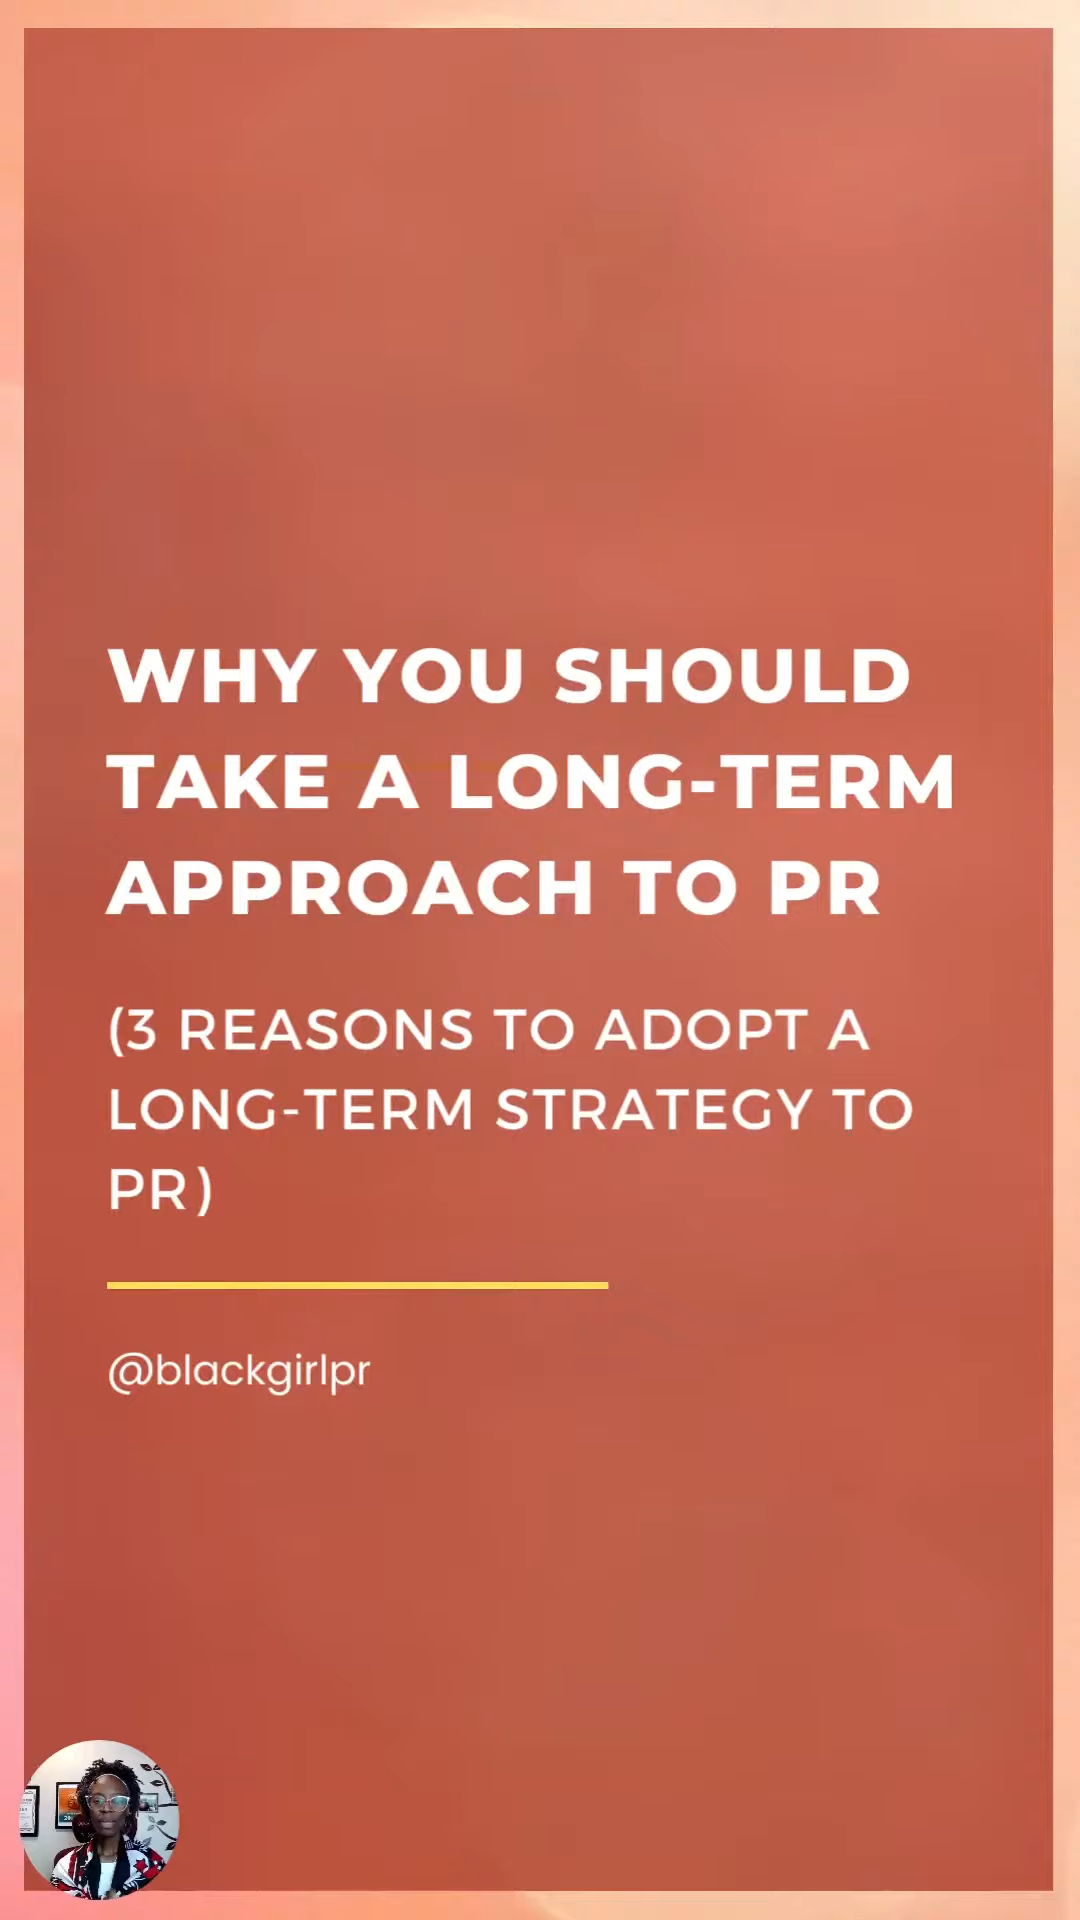 WHY YOU SHOULD
TAKE A LONG-TERM
APPROACH TO PR
(3 REASONS TO ADOPT A
LONG-TERM STRATEGY TO
PR)
@blackgirlpr